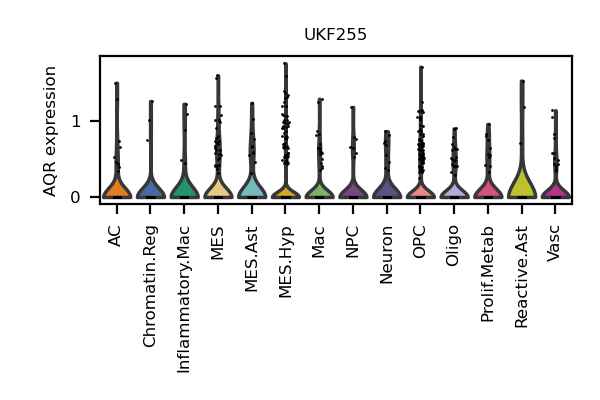 UKF255
AQR expression
1
0
AC
Chromatin.Reg
Inflammatory.Mac
MES
MES.Ast
MES.Hyp
Mac
NPC
Neuron
OPC
Oligo
Prolif.Metab
Reactive.Ast
Vasc